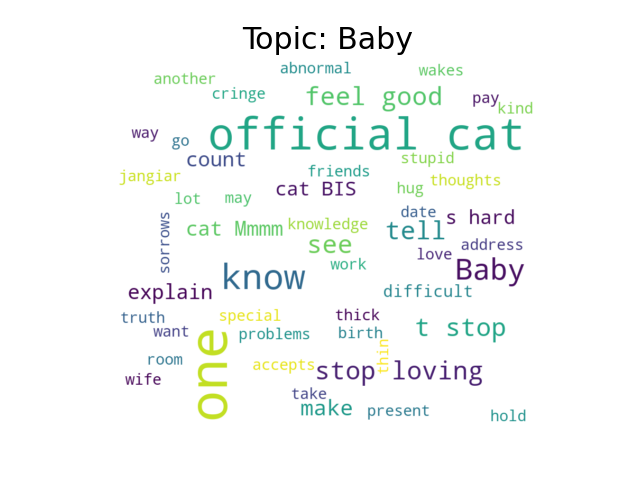 Topic: Baby
abnormal
wakes
another
cringe
feel good
pay
kind
way
go
official cat
count
stupid
friends
jangiar
thoughts
cat BIS
hug
lot
may
date
s hard
cat Mmmm
knowledge
tell
sorrows
see
address
love
work
Baby
know
explain
difficult
truth
special
thick
want
problems
birth
t stop
one
thin
room
accepts
stop loving
wife
take
make
present
hold